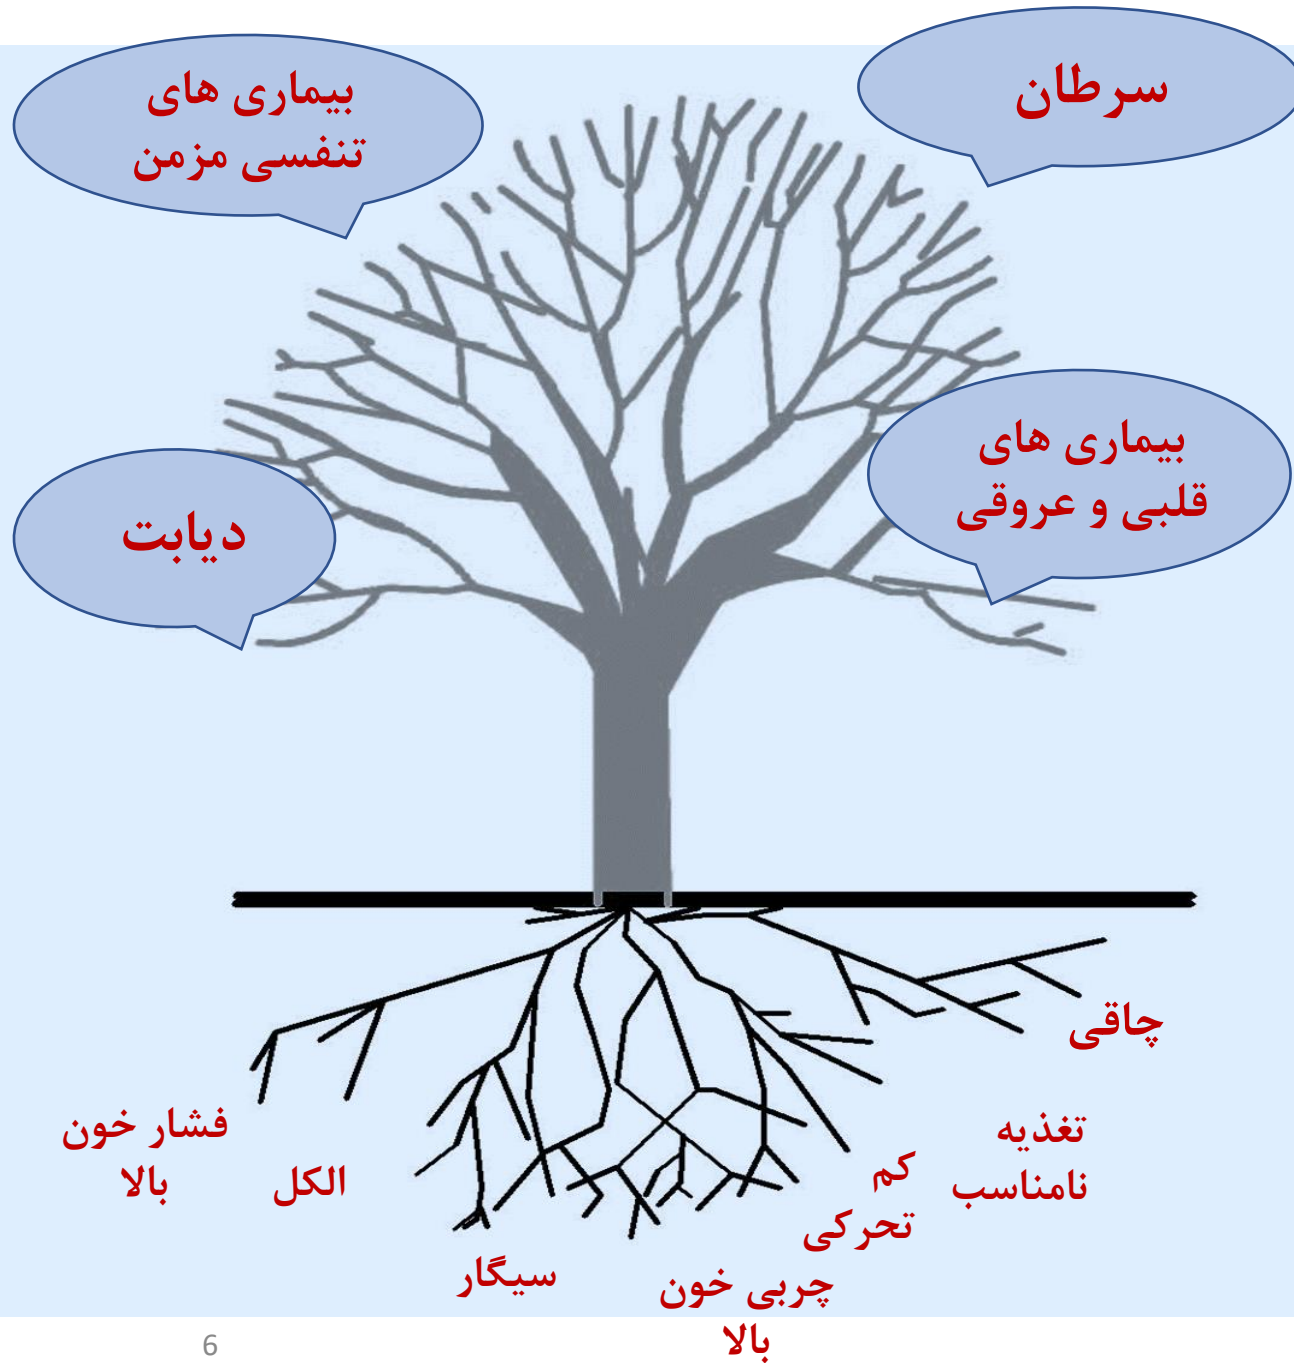 سرطان
بیماری های
تنفسی مزمن
بیماری های
قلبی و عروقی
دیابت
چاقی
تغذیه
نامناسب
کم
تحرکی
چربی خون
بالا
سیگار
الکل
فشار خون
بالا
6